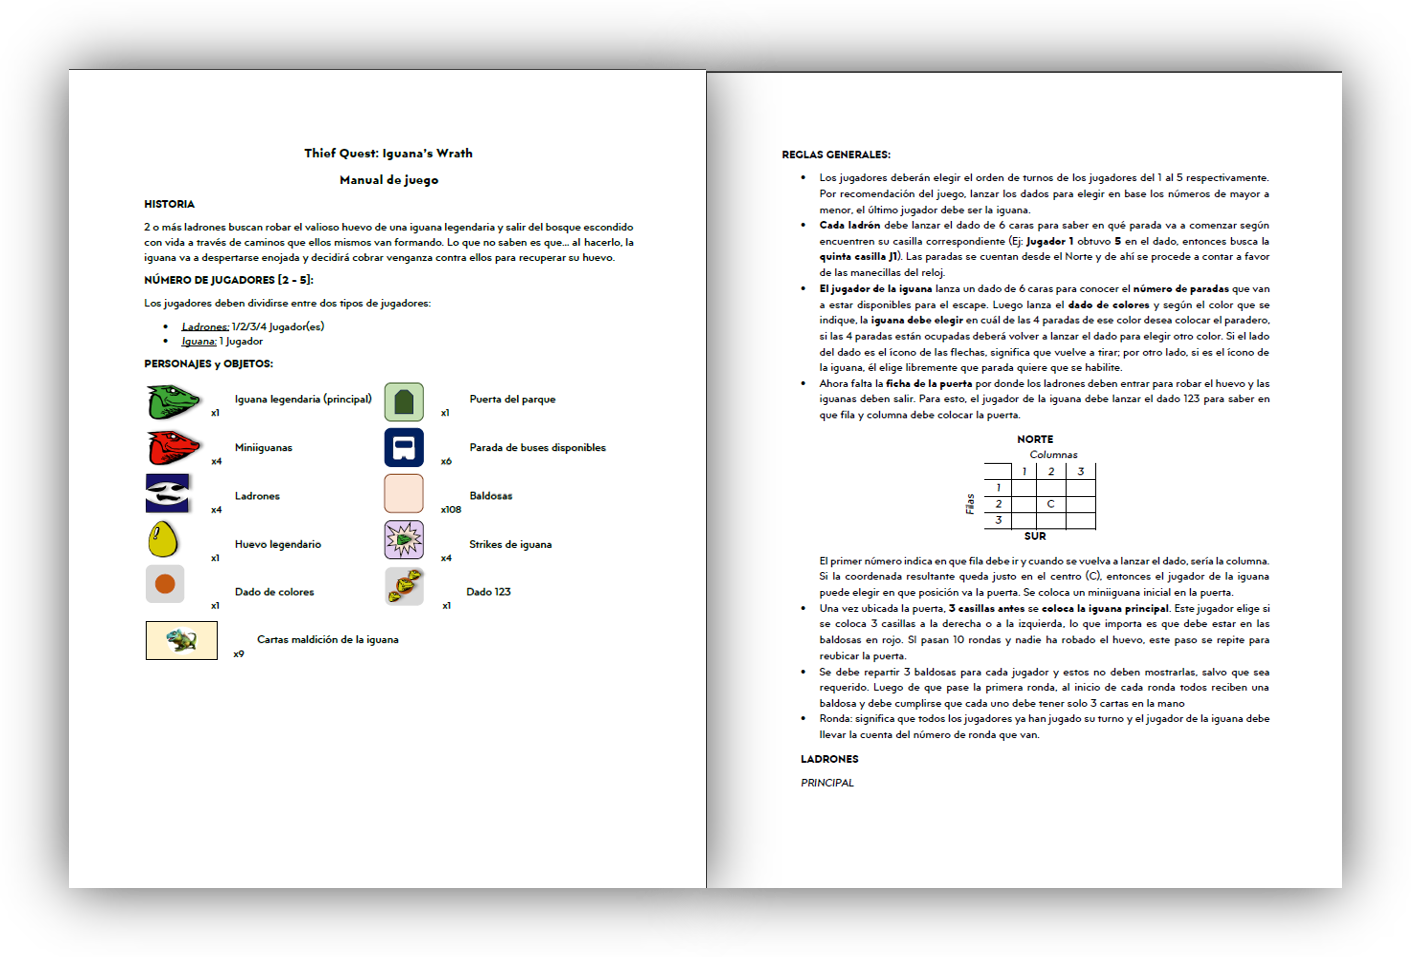 Thief Quest: Iguana's Wrath
Manual de juego
HISTORIA
2 o más ladrones buscan robar el valioso huevo de una iguana legendaria y salir del bosque escondido
con vida a través de caminos que ellos mismos van formando. Lo que no saben es que... al hacerlo, la
iguana va a despertarse enojada y decidirá cobrar venganza contra ellos para recuperar su huevo.
NÚMERO DE JUGADORES [2 - 5]:
Los jugadores deben dividirse entre dos tipos de jugadores:
• Ladrones: 1/2/3/4 Jugador(es)
• Iguana: 1 Jugador
PERSONAJES y OBJETOS:
x1 Iguana legendaria (principal) x1 Puerta del parque
x4 Miniiguanas x6 Parada de buses disponibles
x4 Ladrones x108 Baldosas
x1 Huevo legendario x4 Strikes de iguana
x1 Dado de colores x1 Dado 123
x9 Cartas maldición de la iguana
REGLAS GENERALES:
• Los jugadores deberán elegir el orden de turnos de los jugadores del 1 al 5 respectivamente.
Por recomendación del juego, lanzar los dados para elegir en base los números de mayor a
menor, el último jugador debe ser la iguana.
• Cada ladrón debe lanzar el dado de 6 caras para saber en qué parada va a comenzar según
encuentren su casilla correspondiente (Ej: Jugador 1 obtuvo 5 en el dado, entonces busca la
quinta casilla J1). Las paradas se cuentan desde el Norte y de ahí se procede a contar a favor
de las manecillas del reloj.
• El jugador de la iguana lanza un dado de 6 caras para conocer el número de paradas que van
a estar disponibles para el escape. Luego lanza el dado de colores y según el color que se
indique, la iguana debe elegir en cuál de las 4 paradas de ese color desea colocar el paradero,
si las 4 paradas están ocupadas deberá volver a lanzar el dado para elegir otro color. Si el lado
del dado es el ícono de las flechas, significa que vuelve a tirar; por otro lado, si es el ícono de
la iguana, él elige libremente que parada quiere que se habilite.
• Ahora falta la ficha de la puerta por donde los ladrones deben entrar para robar el huevo y las
iguanas deben salir. Para esto, el jugador de la iguana debe lanzar el dado 123 para saber en
que fila y columna debe colocar la puerta.
NORTE
Columnas
1 2 3
Filas
1
2 C
3
SUR
El primer número indica en que fila debe ir y cuando se vuelva a lanzar el dado, sería la columna.
Si la coordenada resultante queda justo en el centro (C), entonces el jugador de la iguana
puede elegir en que posición va la puerta. Se coloca un miniiguana inicial en la puerta.
• Una vez ubicada la puerta, 3 casillas antes se coloca la iguana principal. Este jugador elige si
se coloca 3 casillas a la derecha o a la izquierda, lo que importa es que debe estar en las
baldosas en rojo. SI pasan 10 rondas y nadie ha robado el huevo, este paso se repite para
reubicar la puerta.
• Se debe repartir 3 baldosas para cada jugador y estos no deben mostrarlas, salvo que sea
requerido. Luego de que pase la primera ronda, al inicio de cada ronda todos reciben una
baldosa y debe cumplirse que cada uno debe tener solo 3 cartas en la mano
• Ronda: significa que todos los jugadores ya han jugado su turno y el jugador de la iguana debe
llevar la cuenta del número de ronda que van.
LADRONES
PRINCIPAL